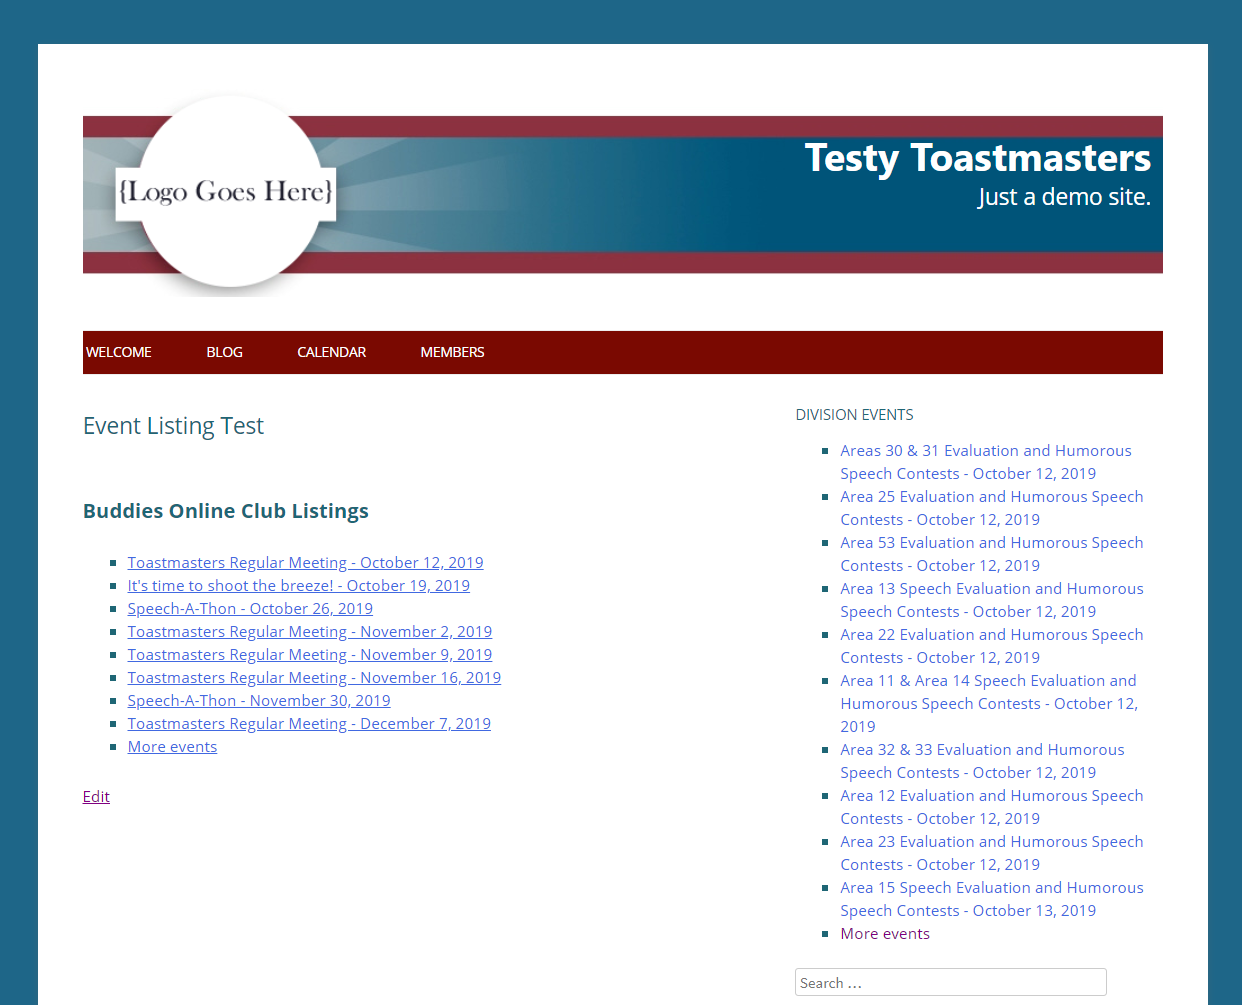 {Logo Goes Here}
Testy Toastmasters
Just a demo site.
WELCOME BLOG CALENDAR MEMBERS
Event Listing Test
Buddies Online Club Listings
Toastmasters Regular Meeting - October 12, 2019
It's time to shoot the breeze! - October 19, 2019
Speech-A-Thon - October 26, 2019
Toastmasters Regular Meeting - November 2, 2019
Toastmasters Regular Meeting - November 9, 2019
Toastmasters Regular Meeting - November 16, 2019
Speech-A-Thon - November 30, 2019
Toastmasters Regular Meeting - December 7, 2019
More events
Edit
DIVISION EVENTS
Areas 30 & 31 Evaluation and Humorous
Speech Contests - October 12, 2019
Area 25 Evaluation and Humorous Speech
Contests - October 12, 2019
Area 53 Evaluation and Humorous Speech
Contests - October 12, 2019
Area 13 Speech Evaluation and Humorous
Speech Contests - October 12, 2019
Area 22 Evaluation and Humorous Speech
Contests - October 12, 2019
Area 11 & Area 14 Speech Evaluation and
Humorous Speech Contests - October 12,
2019
Area 32 & 33 Evaluation and Humorous
Speech Contests - October 12, 2019
Area 12 Evaluation and Humorous Speech
Contests - October 12, 2019
Area 23 Evaluation and Humorous Speech
Contests - October 12, 2019
Area 15 Speech Evaluation and Humorous
Speech Contests - October 13, 2019
More events
Search …